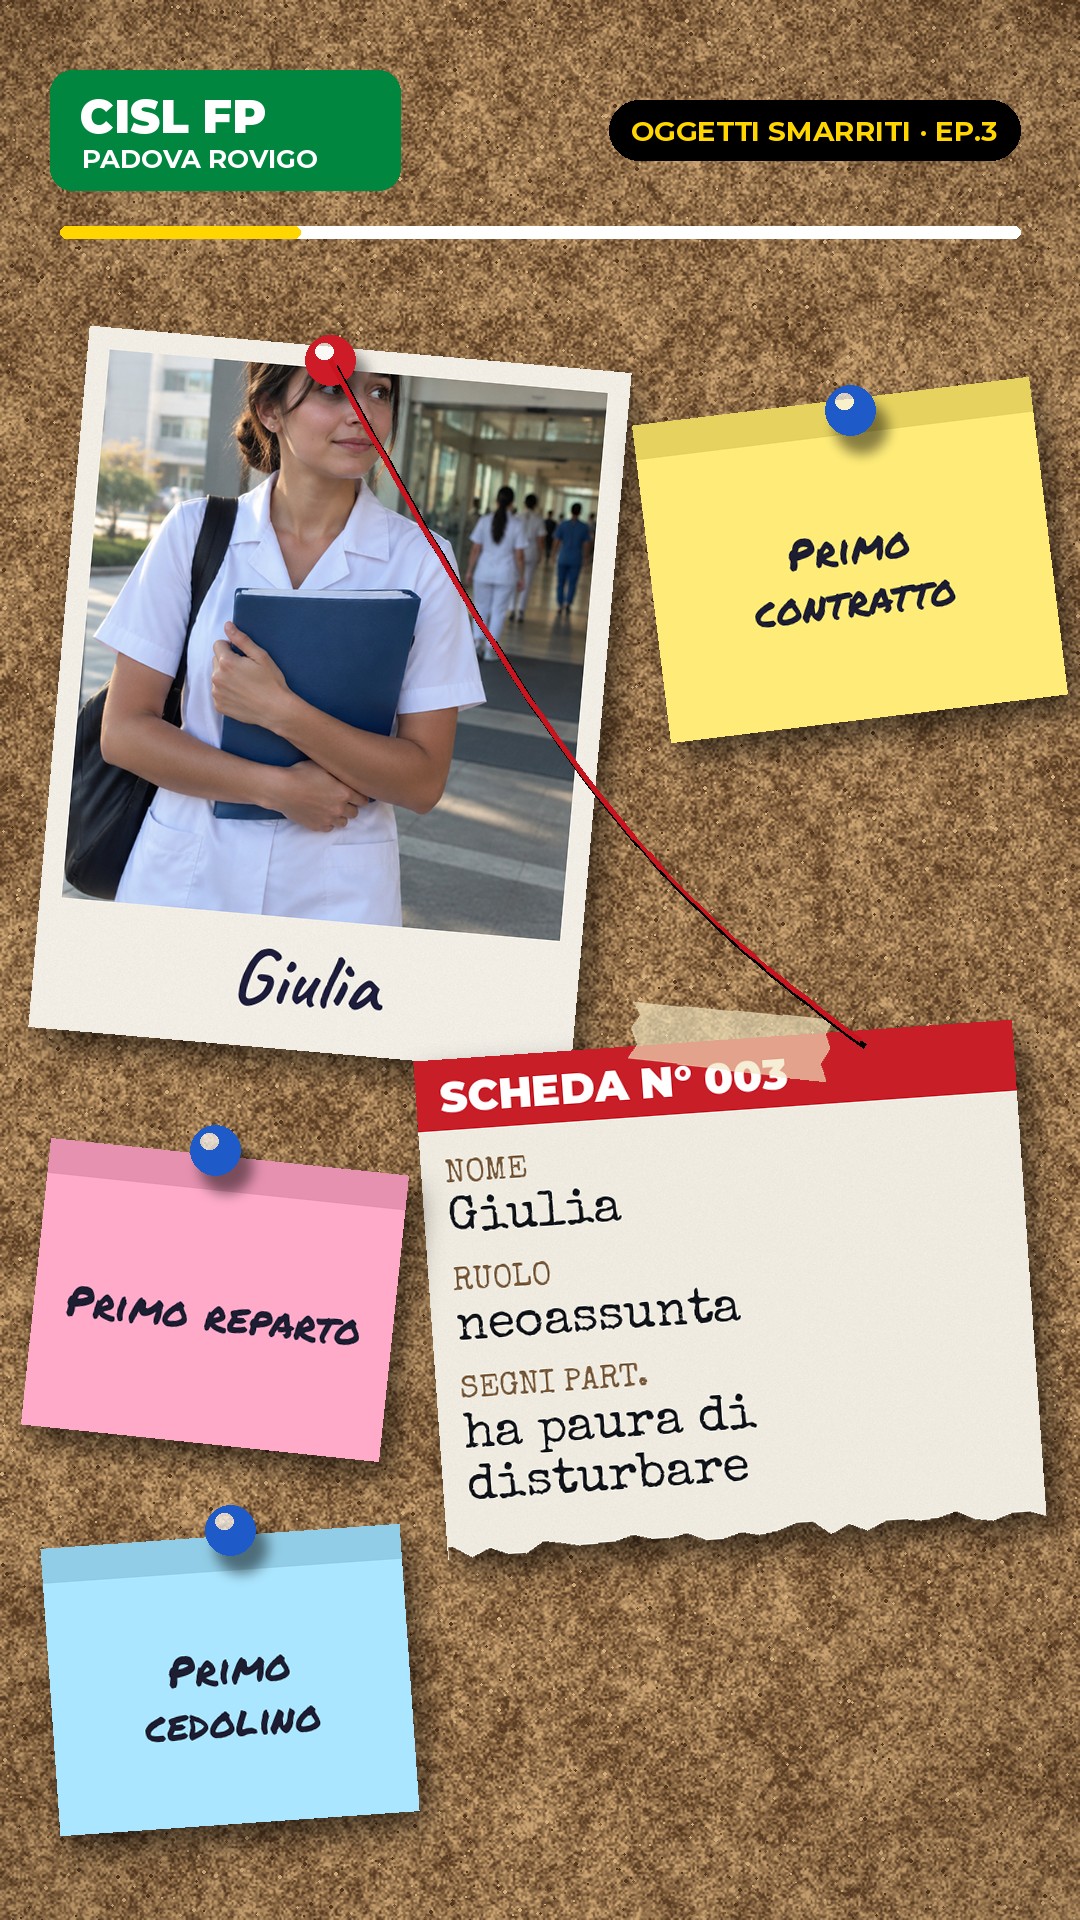 CISL FP
PADOVA ROVIGO
OGGETTI SMARRITI · EP.3
PRIMO
CONTRATTO
Giulia
SCHEDA N° 003
NOME
Giulia
RUOLO
neoassunta
SEGNI PART.
ha paura di
disturbare
PRIMO REPARTO
PRIMO
CEDOLINO